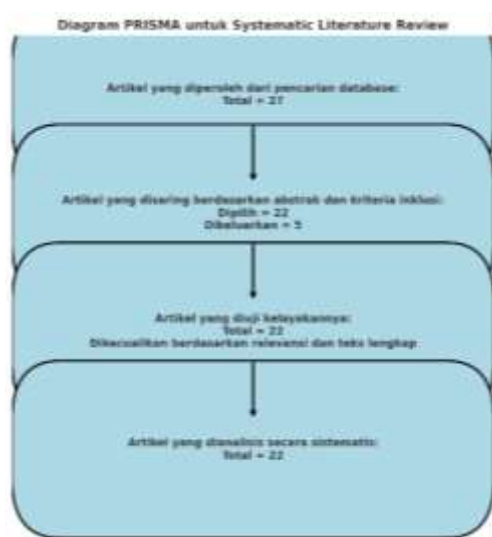 Diagram PRISMA untuk Systematic Literature Review
Artikel yang diperoleh dari pencarian database:
Total = 27
Artikel yang disaring berdasarkan abstrak dan kriteria inklusi:
Dipilih = 22
Dikeluarkan = 5
Artikel yang diuji kelayakannya:
Total = 22
Dikecualikan berdasarkan relevansi dan teks lengkap
Artikel yang dianalisis secara sistematis:
Total = 22